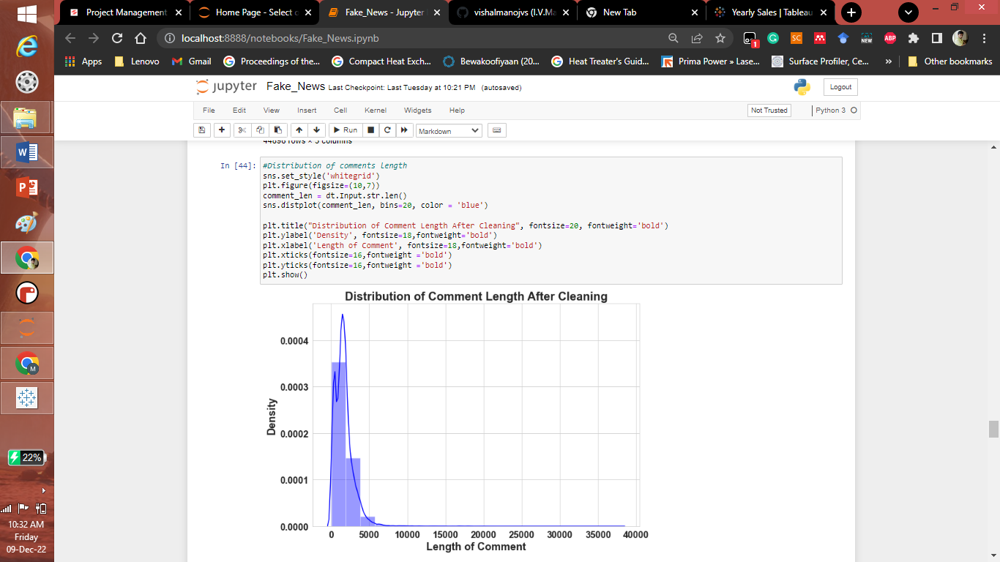 Project Management
Home Page - Select o
Fake_News - Jupyter
vishalmanojvs (I.V.Ma
New Tab
Yearly Sales | Tableau
localhost:8888/notebooks/Fake_News.ipynb
1
SC
NEW
ABP
Apps
Lenovo
Gmail
Proceedings of the...
Compact Heat Exch...
Bewakoofiyaan (20...
Heat Treater's Guid...
Prima Power » Lase...
Surface Profiler, Ce...
»
Other bookmarks
jupyter Fake_News Last Checkpoint: Last Tuesday at 10:21 PM (autosaved)
Logout
File Edit View Insert Cell Kernel Widgets Help
Not Trusted
Python 3
Run
Markdown
44898 rows × 5 columns
In [44]:
#Distribution of comments length
sns.set_style('whitegrid')
plt.figure(figsize=(10,7))
comment_len = dt.Input.str.len()
sns.distplot(comment_len, bins=20, color = 'blue')
plt.title("Distribution of Comment Length After Cleaning", fontsize=20, fontweight='bold')
plt.ylabel('Density', fontsize=18,fontweight='bold')
plt.xlabel('Length of Comment', fontsize=18,fontweight='bold')
plt.xticks(fontsize=16,fontweight ='bold')
plt.yticks(fontsize=16,fontweight ='bold')
plt.show()
Distribution of Comment Length After Cleaning
Density
0.0004
0.0003
0.0002
0.0001
0.0000
0 5000 10000 15000 20000 25000 30000 35000 40000
Length of Comment
22%
10:32 AM
Friday
09-Dec-22